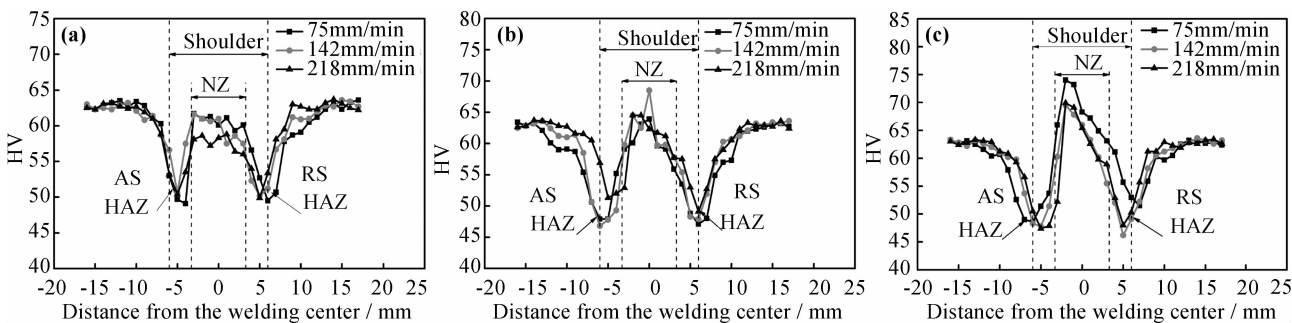 (a)
75mm/min
142mm/min
218mm/min
Shoulder
NZ
AS
HAZ
RS
HAZ
HV
65
60
55
50
45
40
-20 -15 -10 -5 0 5 10 15 20 25
Distance from the welding center / mm
(b)
75mm/min
142mm/min
218mm/min
Shoulder
NZ
AS
HAZ
RS
HAZ
HV
80
75
70
65
60
55
50
45
40
-20 -15 -10 -5 0 5 10 15 20 25
Distance from the welding center / mm
(c)
75mm/min
142mm/min
218mm/min
Shoulder
NZ
AS
HAZ
RS
HAZ
HV
85
80
75
70
65
60
55
50
45
40
-20 -15 -10 -5 0 5 10 15 20 25
Distance from the welding center / mm